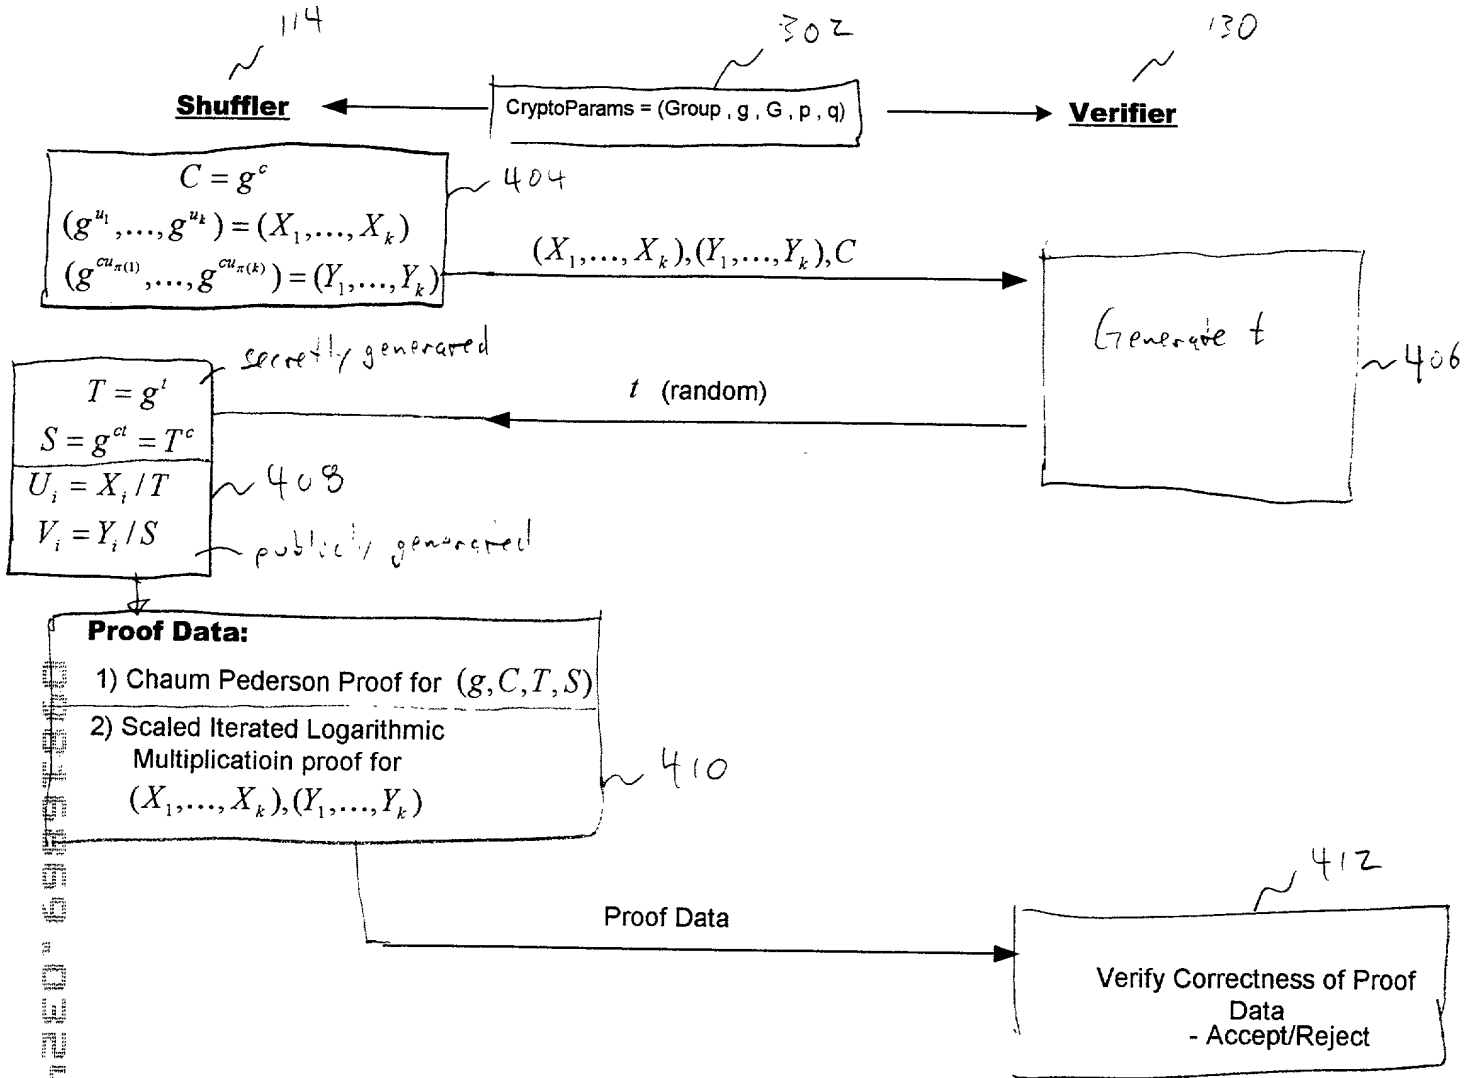 114
302
130
Shuffler
CryptoParams = (Group , g , G , p , q)
Verifier
C = g^c
404
(g^{u_1},...,g^{u_k}) = (X_1,...,X_k)
(g^{cu_{π(1)}},...,g^{cu_{π(k)}}) = (Y_1,...,Y_k)
(X_1,...,X_k),(Y_1,...,Y_k),C
Generate t
406
secretly generared
T = g^t
t (random)
S = g^{ct} = T^c
U_i = X_i / T
408
V_i = Y_i / S
publicly genorared
Proof Data:
1) Chaum Pederson Proof for (g,C,T,S)
2) Scaled Iterated Logarithmic
Multiplicatioin proof for
410
(X_1,...,X_k),(Y_1,...,Y_k)
412
Proof Data
Verify Correctness of Proof
Data
- Accept/Reject